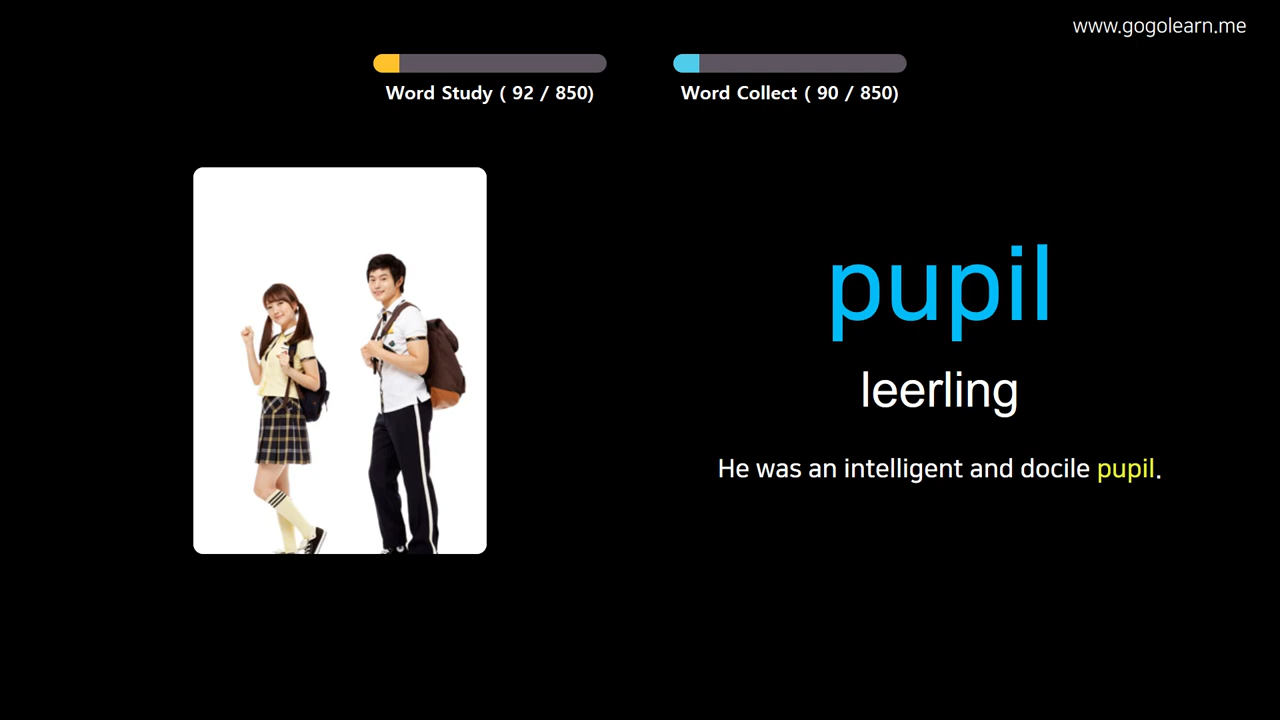 www.gogolearn.me
Word Study ( 92 / 850)
Word Collect ( 90 / 850)
pupil
leerling
He was an intelligent and docile pupil.